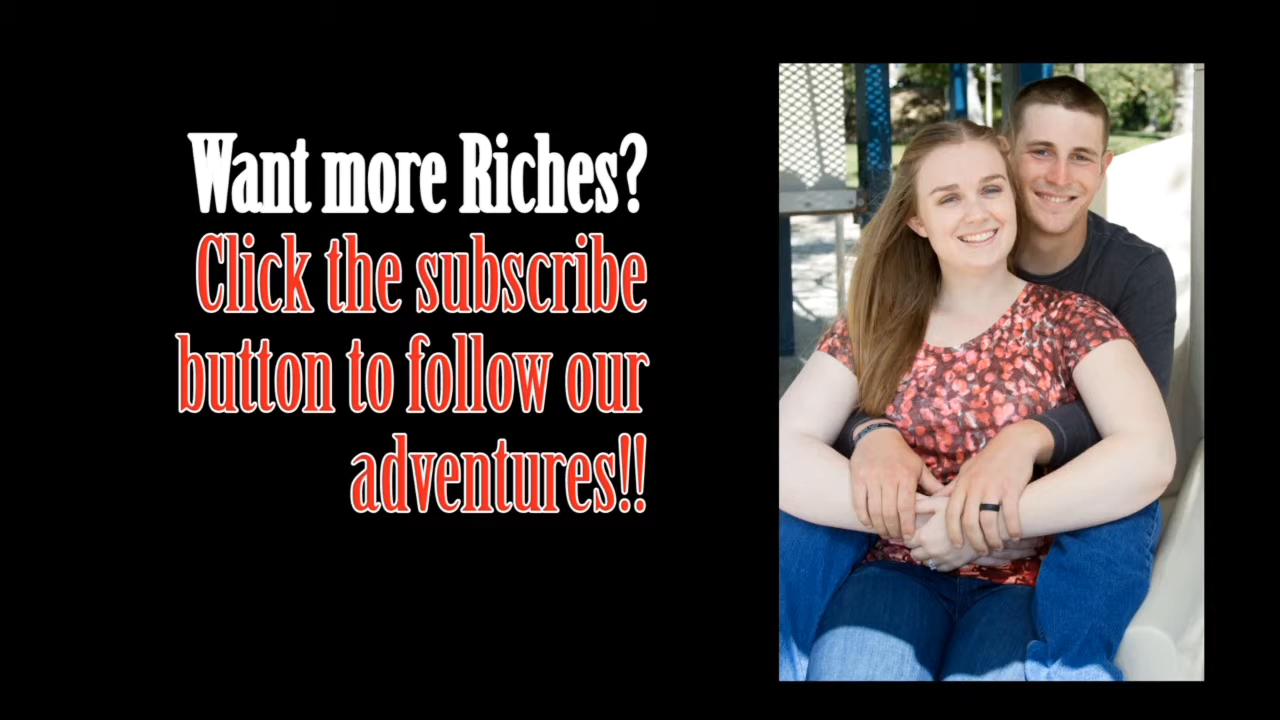 Want more Riches?
Click the subscribe
button to follow our
adventures!!